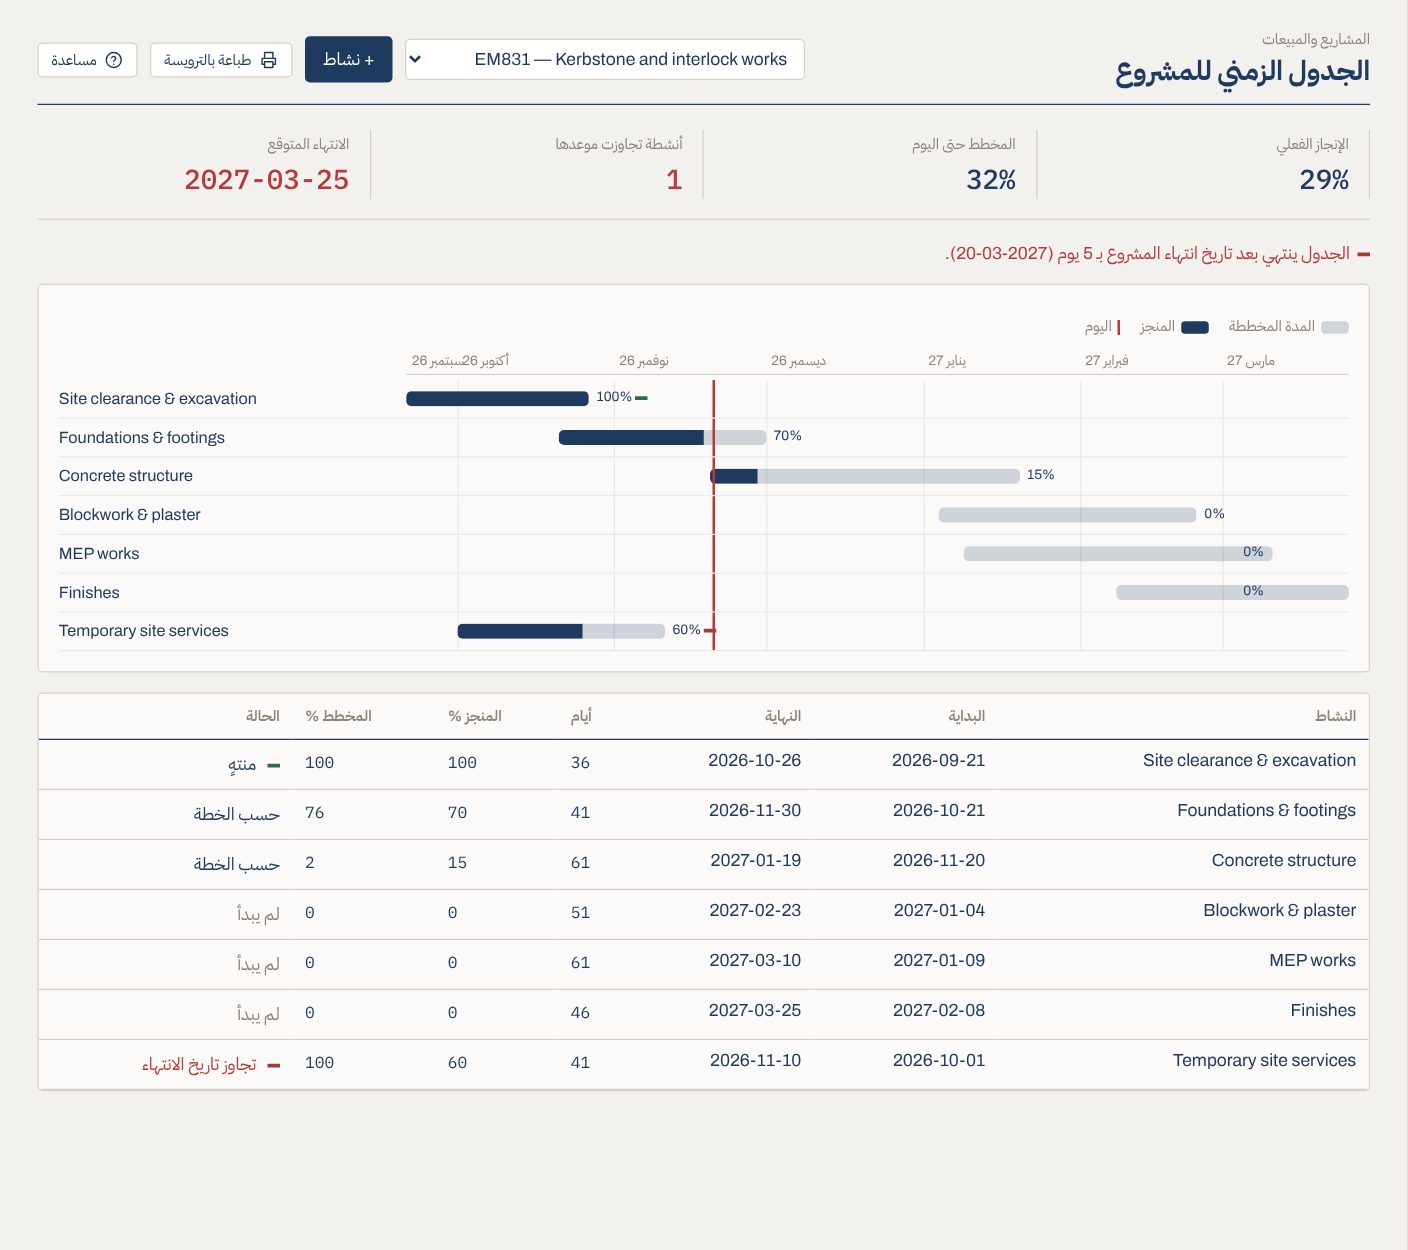 المشاريع والمبيعات
الجدول الزمني للمشروع
EM831 — Kerbstone and interlock works
+ نشاط
طباعة بالترويسة
مساعدة
الإنجاز الفعلي
29%
المخطط حتى اليوم
32%
أنشطة تجاوزت موعدها
1
الانتهاء المتوقع
2027-03-25
الجدول ينتهي بعد تاريخ انتهاء المشروع بـ 5 يوم (2027-03-20).
المدة المخططة المنجز اليوم
سبتمبر 26 أكتوبر 26 نوفمبر 26 ديسمبر 26 يناير 27 فبراير 27 مارس 27
Site clearance & excavation 100%
Foundations & footings 70%
Concrete structure 15%
Blockwork & plaster 0%
MEP works 0%
Finishes 0%
Temporary site services 60%
النشاط البداية النهاية أيام المنجز % المخطط % الحالة
Site clearance & excavation 2026-09-21 2026-10-26 36 100 100 منتهٍ
Foundations & footings 2026-10-21 2026-11-30 41 70 76 حسب الخطة
Concrete structure 2026-11-20 2027-01-19 61 15 2 حسب الخطة
Blockwork & plaster 2027-01-04 2027-02-23 51 0 0 لم يبدأ
MEP works 2027-01-09 2027-03-10 61 0 0 لم يبدأ
Finishes 2027-02-08 2027-03-25 46 0 0 لم يبدأ
Temporary site services 2026-10-01 2026-11-10 41 60 100 تجاوز تاريخ الانتهاء